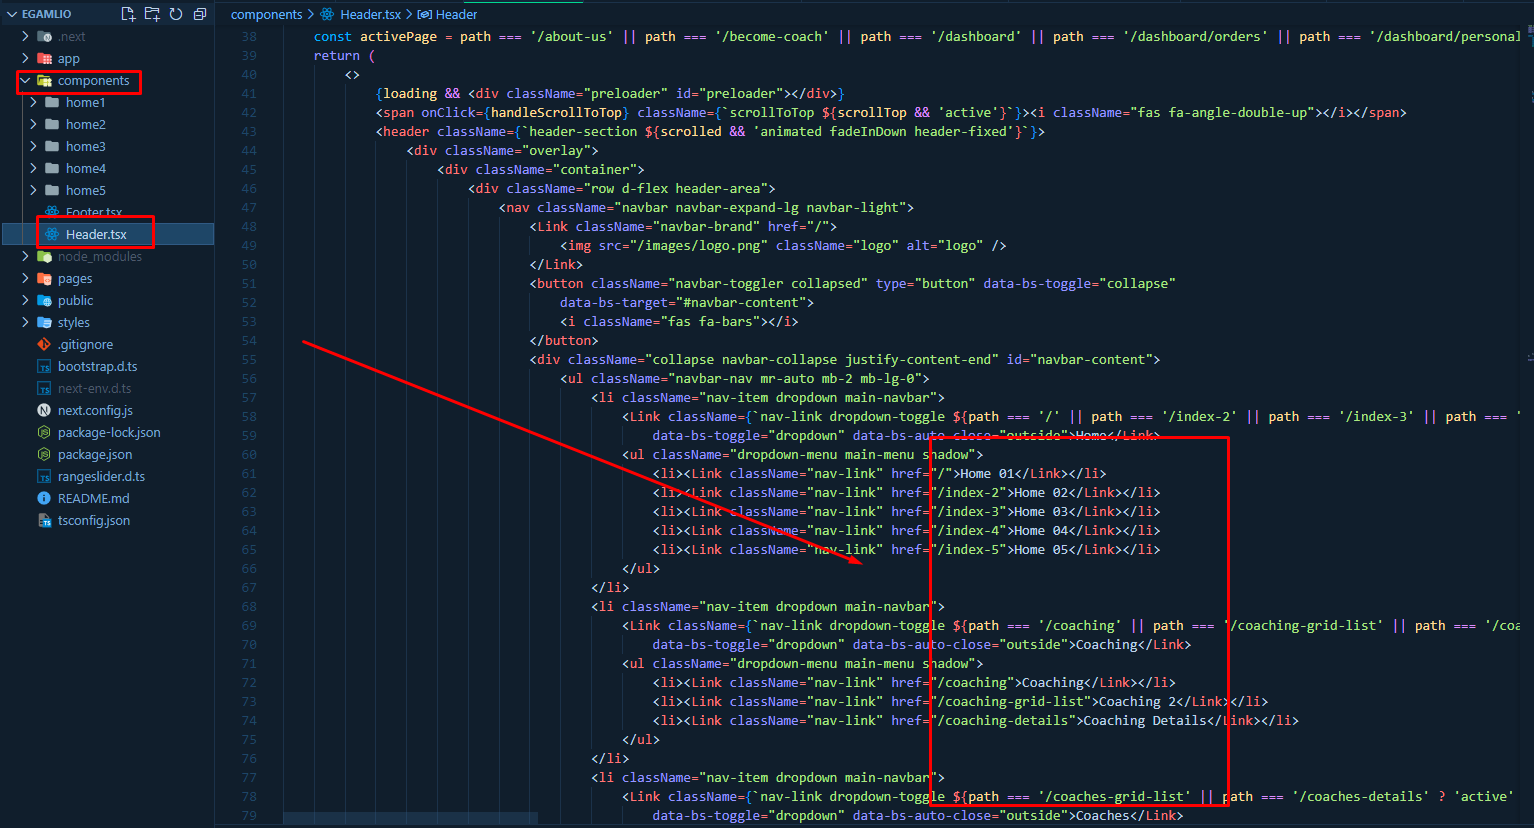 EGAMLIO
.next
app
components
home1
home2
home3
home4
home5
Footer.tsx
Header.tsx
node_modules
pages
public
styles
.gitignore
bootstrap.d.ts
next-env.d.ts
next.config.js
package-lock.json
package.json
rangeslider.d.ts
README.md
tsconfig.json
components > Header.tsx > Header
38 const activePage = path === '/about-us' || path === '/become-coach' || path === '/dashboard' || path === '/dashboard/orders' || path === '/dashboard/personal
39 return (
40 <>
41 {loading && <div className="preloader" id="preloader"></div>}
42 <span onClick={handleScrollToTop} className={`scrollToTop ${scrollTop && 'active'}`}><i className="fas fa-angle-double-up"></i></span>
43 <header className={`header-section ${scrolled && 'animated fadeInDown header-fixed'}`}>
44 <div className="overlay">
45 <div className="container">
46 <div className="row d-flex header-area">
47 <nav className="navbar navbar-expand-lg navbar-light">
48 <Link className="navbar-brand" href="/">
49 <img src="/images/logo.png" className="logo" alt="logo" />
50 </Link>
51 <button className="navbar-toggler collapsed" type="button" data-bs-toggle="collapse"
52 data-bs-target="#navbar-content">
53 <i className="fas fa-bars"></i>
54 </button>
55 <div className="collapse navbar-collapse justify-content-end" id="navbar-content">
56 <ul className="navbar-nav mr-auto mb-2 mb-lg-0">
57 <li className="nav-item dropdown main-navbar">
58 <Link className={`nav-link dropdown-toggle ${path === '/' || path === '/index-2' || path === '/index-3' || path === '
59 data-bs-toggle="dropdown" data-bs-auto-close="outside">Home</Link>
60 <ul className="dropdown-menu main-menu shadow">
61 <li><Link className="nav-link" href="/">Home 01</Link></li>
62 <li><Link className="nav-link" href="/index-2">Home 02</Link></li>
63 <li><Link className="nav-link" href="/index-3">Home 03</Link></li>
64 <li><Link className="nav-link" href="/index-4">Home 04</Link></li>
65 <li><Link className="nav-link" href="/index-5">Home 05</Link></li>
66 </ul>
67 </li>
68 <li className="nav-item dropdown main-navbar">
69 <Link className={`nav-link dropdown-toggle ${path === '/coaching' || path === '/coaching-grid-list' || path === '/coa
70 data-bs-toggle="dropdown" data-bs-auto-close="outside">Coaching</Link>
71 <ul className="dropdown-menu main-menu shadow">
72 <li><Link className="nav-link" href="/coaching">Coaching</Link></li>
73 <li><Link className="nav-link" href="/coaching-grid-list">Coaching 2</Link></li>
74 <li><Link className="nav-link" href="/coaching-details">Coaching Details</Link></li>
75 </ul>
76 </li>
77 <li className="nav-item dropdown main-navbar">
78 <Link className={`nav-link dropdown-toggle ${path === '/coaches-grid-list' || path === '/coaches-details' ? 'active'
79 data-bs-toggle="dropdown" data-bs-auto-close="outside">Coaches</Link>